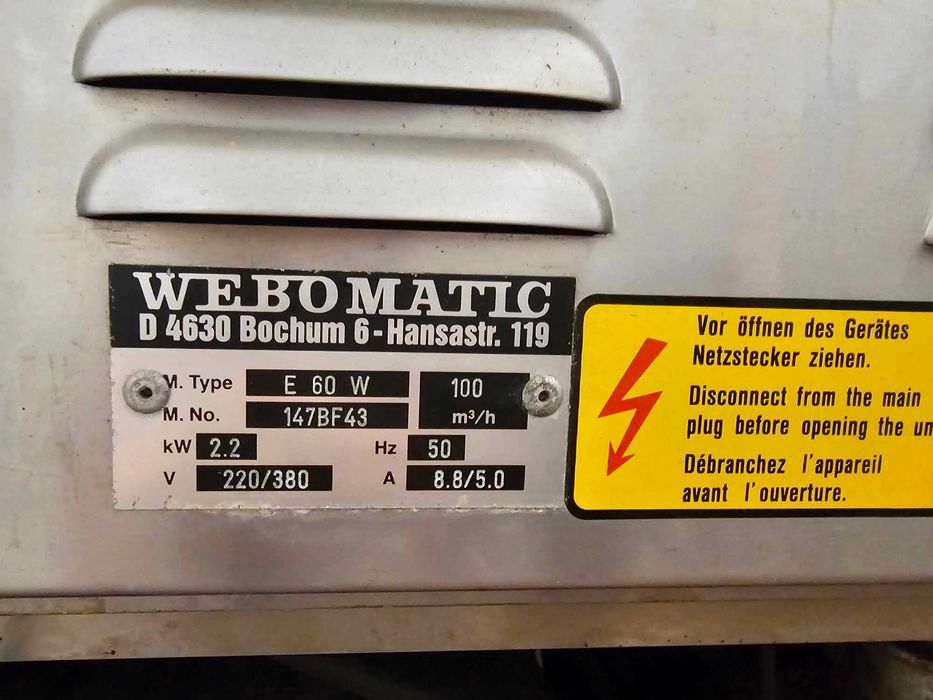 WEBOMATIC
D 4630 Bochum 6 - Hansastr. 119
M. Type E 60 W 100
M. No. 147BF43 m³/h
kW 2.2 Hz 50
V 220/380 A 8.8/5.0
Vor öffnen des Gerätes
Netzstecker ziehen.
Disconnect from the main
plug before opening the
Débranchez l'appareil
avant l'ouverture.